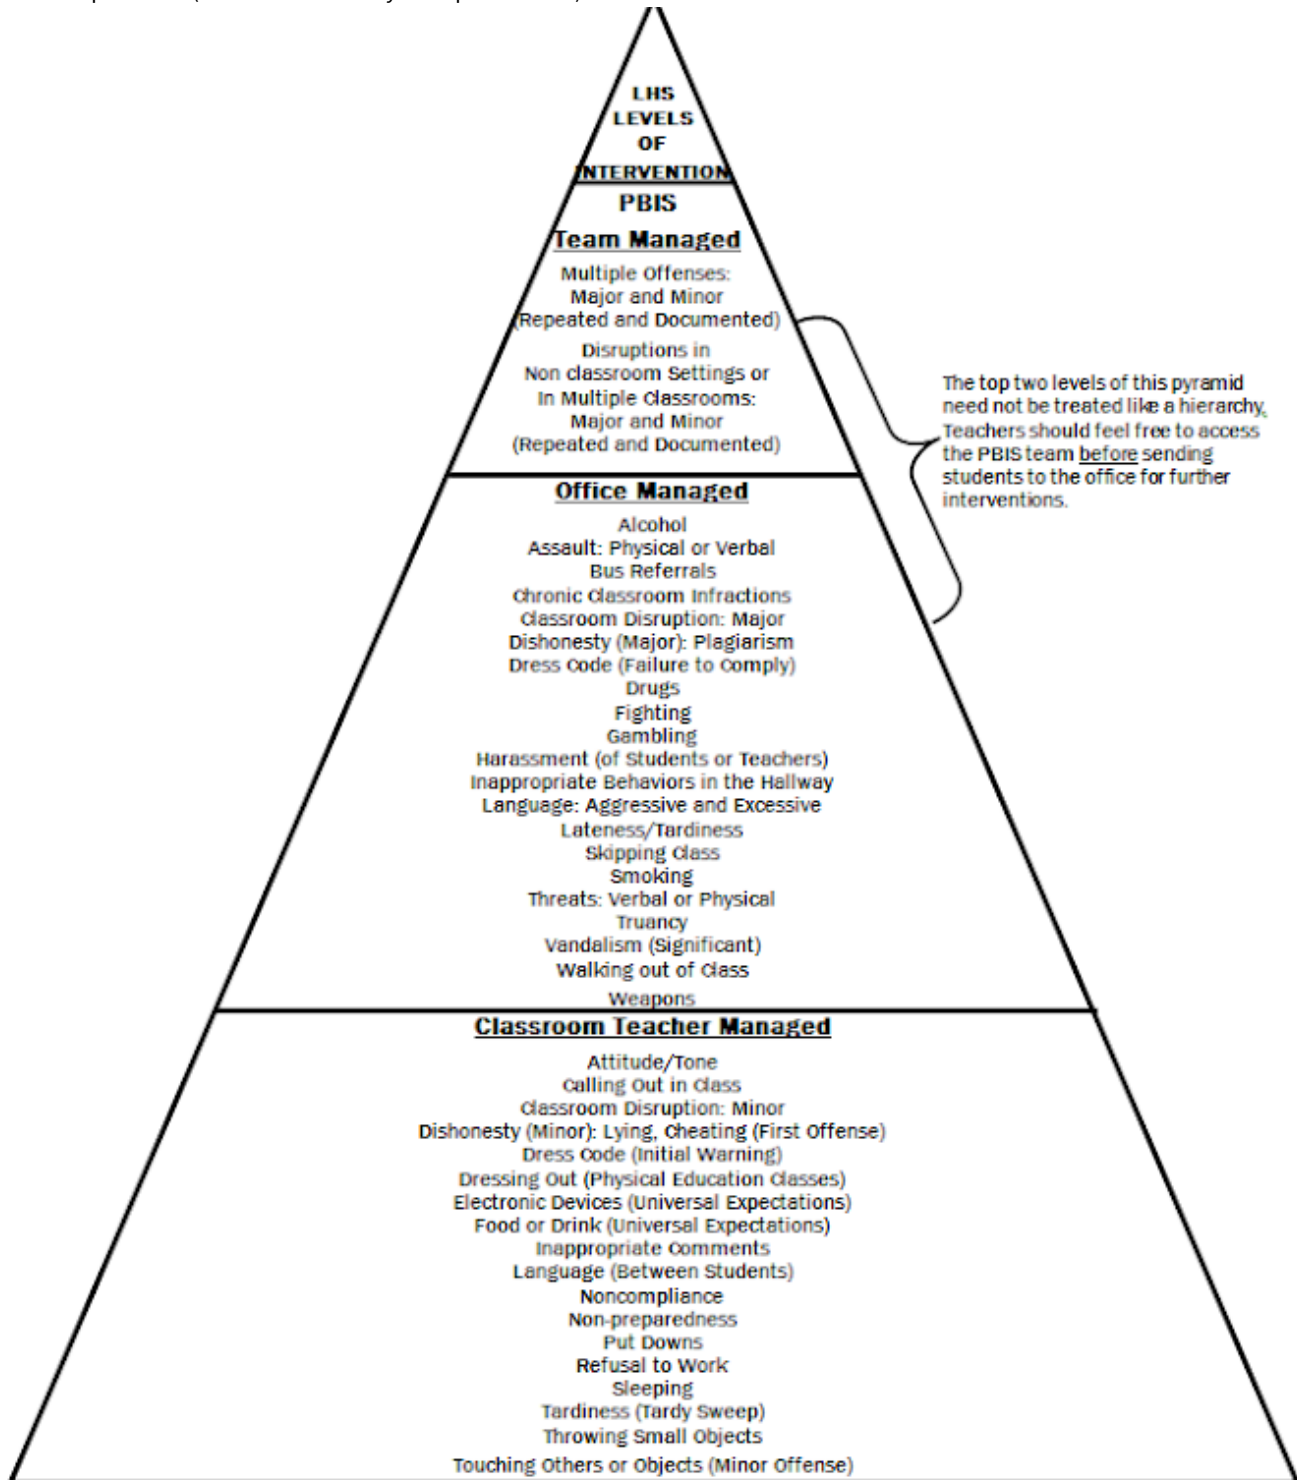 LHS
LEVELS
OF
INTERVENTION
PBIS
Team Managed
Multiple Offenses:
Major and Minor
(Repeated and Documented)
Disruptions in
Non classroom Settings or
In Multiple Classrooms:
Major and Minor
(Repeated and Documented)
The top two levels of this pyramid
need not be treated like a hierarchy.
Teachers should feel free to access
the PBIS team before sending
students to the office for further
interventions.
Office Managed
Alcohol
Assault: Physical or Verbal
Bus Referrals
Chronic Classroom Infractions
Classroom Disruption: Major
Dishonesty (Major): Plagiarism
Dress Code (Failure to Comply)
Drugs
Fighting
Gambling
Harassment (of Students or Teachers)
Inappropriate Behaviors in the Hallway
Language: Aggressive and Excessive
Lateness/Tardiness
Skipping Class
Smoking
Threats: Verbal or Physical
Truancy
Vandalism (Significant)
Walking out of Class
Weapons
Classroom Teacher Managed
Attitude/Tone
Calling Out in Class
Classroom Disruption: Minor
Dishonesty (Minor): Lying, Cheating (First Offense)
Dress Code (Initial Warning)
Dressing Out (Physical Education Classes)
Electronic Devices (Universal Expectations)
Food or Drink (Universal Expectations)
Inappropriate Comments
Language (Between Students)
Noncompliance
Non-preparedness
Put Downs
Refusal to Work
Sleeping
Tardiness (Tardy Sweep)
Throwing Small Objects
Touching Others or Objects (Minor Offense)